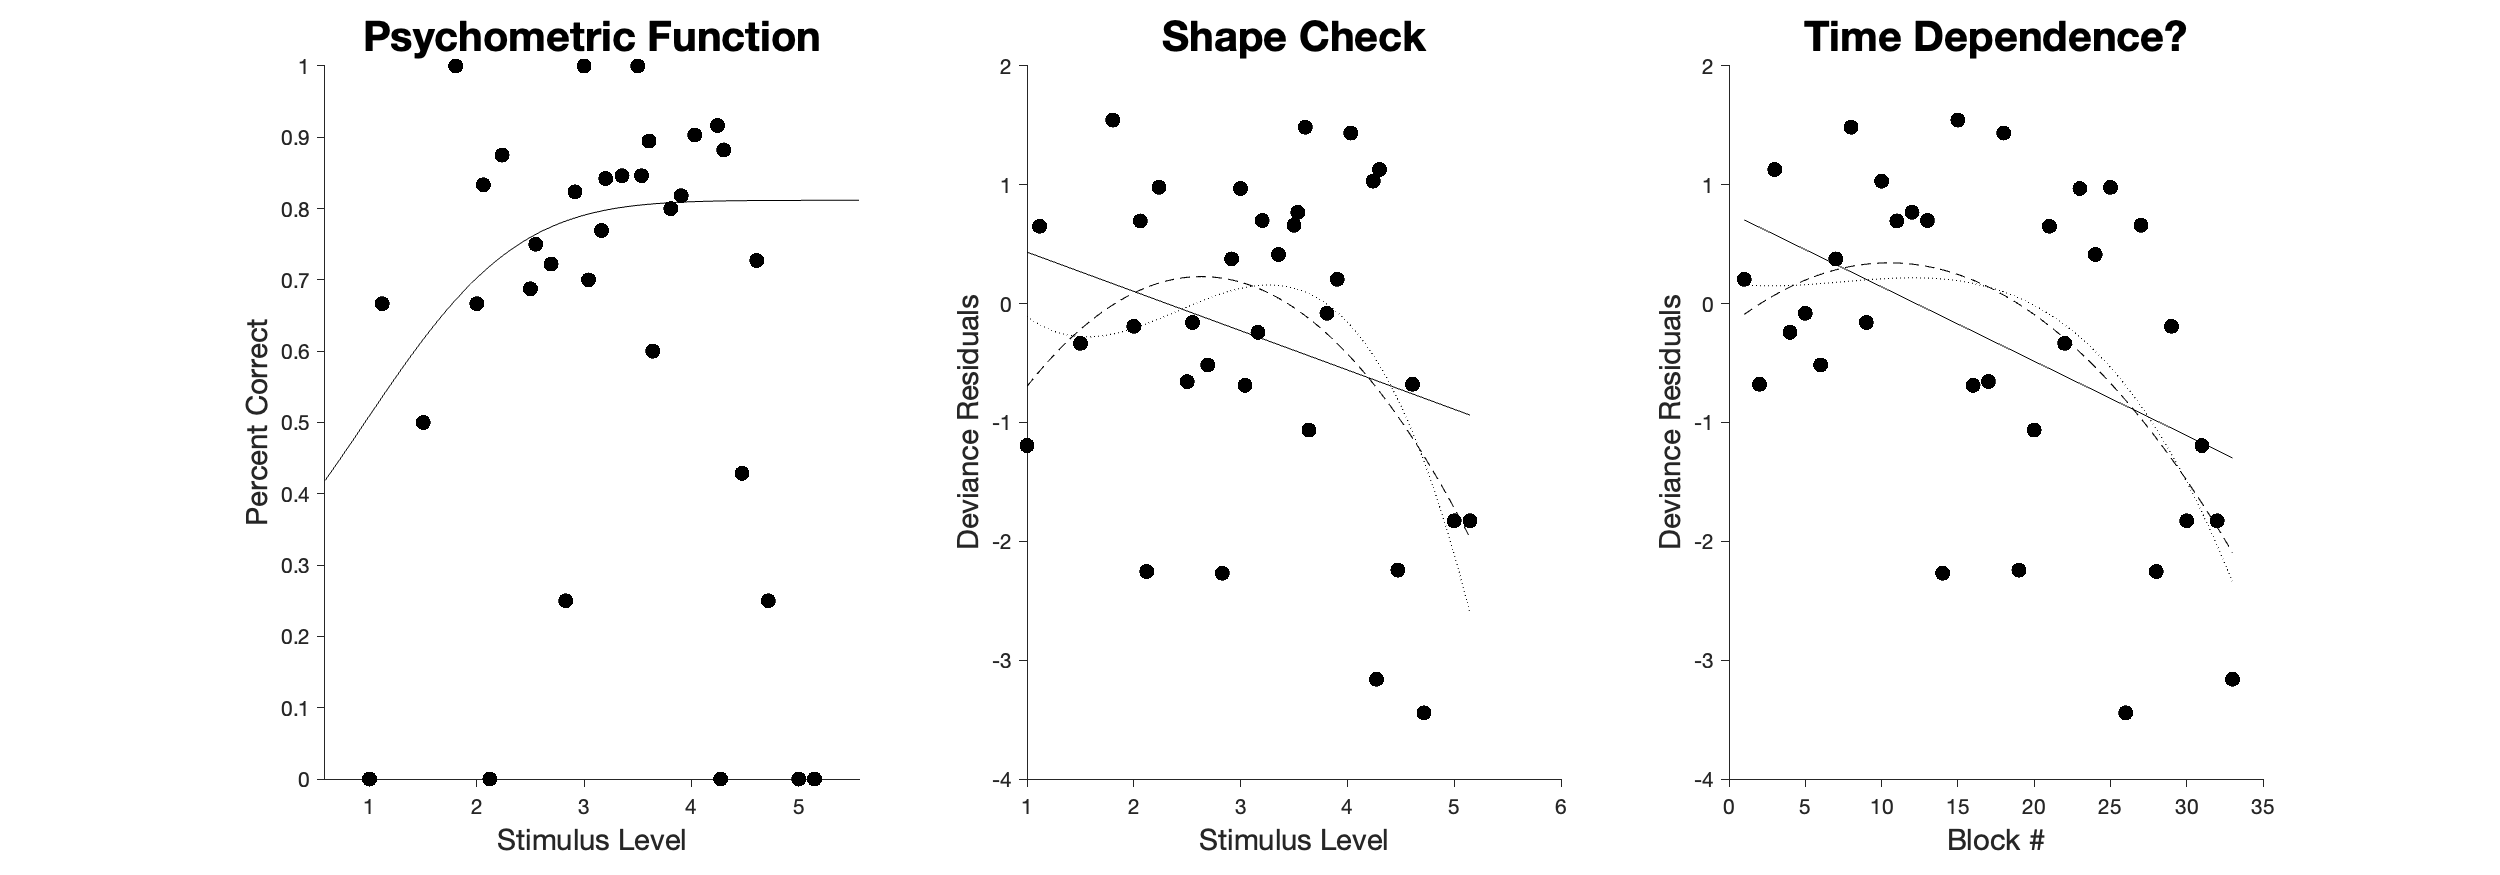 Psychometric Function
1
0.9
0.8
0.7
0.6
0.5
0.4
0.3
0.2
0.1
0
Percent Correct
1 2 3 4 5
Stimulus Level
Shape Check
2
1
0
-1
-2
-3
-4
Deviance Residuals
1 2 3 4 5 6
Stimulus Level
Time Dependence?
2
1
0
-1
-2
-3
-4
Deviance Residuals
0 5 10 15 20 25 30 35
Block #